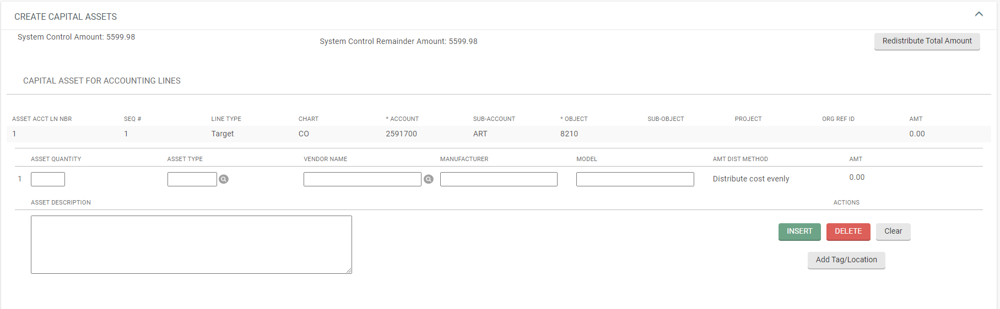 CREATE CAPITAL ASSETS
System Control Amount: 5599.98
System Control Remainder Amount: 5599.98
Redistribute Total Amount
CAPITAL ASSET FOR ACCOUNTING LINES
ASSET ACCT LN NBR SEQ # LINE TYPE CHART * ACCOUNT SUB-ACCOUNT * OBJECT SUB-OBJECT PROJECT ORG REF ID AMT
1 1 Target CO 2591700 ART 8210 0.00
ASSET QUANTITY ASSET TYPE VENDOR NAME MANUFACTURER MODEL AMT DIST METHOD AMT
1 Distribute cost evenly 0.00
ASSET DESCRIPTION ACTIONS
INSERT DELETE Clear
Add Tag/Location